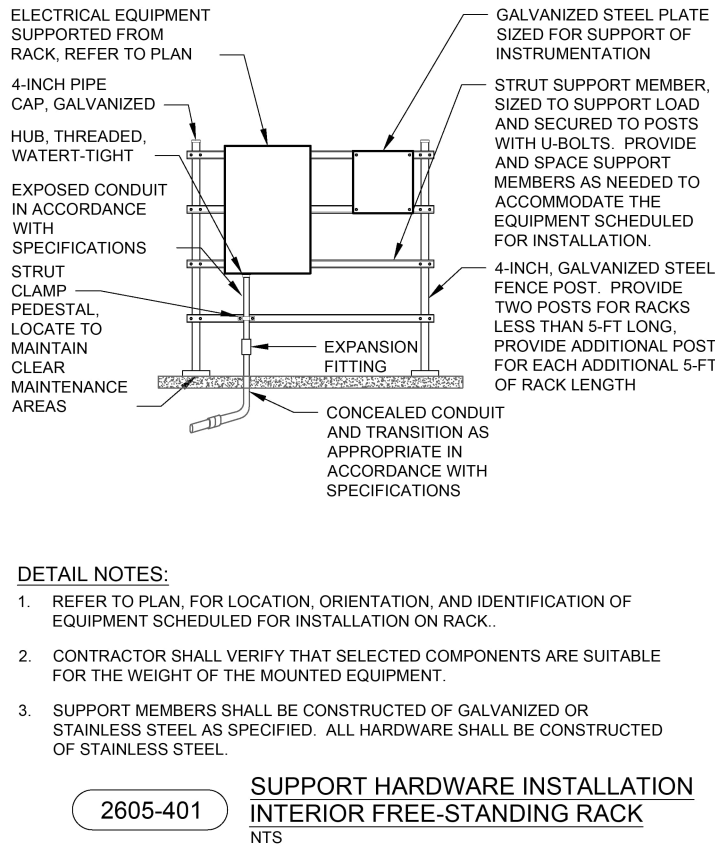 ELECTRICAL EQUIPMENT
SUPPORTED FROM
RACK, REFER TO PLAN
4-INCH PIPE
CAP, GALVANIZED
HUB, THREADED,
WATERT-TIGHT
EXPOSED CONDUIT
IN ACCORDANCE
WITH
SPECIFICATIONS
STRUT
CLAMP
PEDESTAL,
LOCATE TO
MAINTAIN
CLEAR
MAINTENANCE
AREAS
GALVANIZED STEEL PLATE
SIZED FOR SUPPORT OF
INSTRUMENTATION
STRUT SUPPORT MEMBER,
SIZED TO SUPPORT LOAD
AND SECURED TO POSTS
WITH U-BOLTS. PROVIDE
AND SPACE SUPPORT
MEMBERS AS NEEDED TO
ACCOMMODATE THE
EQUIPMENT SCHEDULED
FOR INSTALLATION.
4-INCH, GALVANIZED STEEL
FENCE POST. PROVIDE
TWO POSTS FOR RACKS
LESS THAN 5-FT LONG,
PROVIDE ADDITIONAL POST
FOR EACH ADDITIONAL 5-FT
OF RACK LENGTH
EXPANSION
FITTING
CONCEALED CONDUIT
AND TRANSITION AS
APPROPRIATE IN
ACCORDANCE WITH
SPECIFICATIONS
DETAIL NOTES:
1. REFER TO PLAN, FOR LOCATION, ORIENTATION, AND IDENTIFICATION OF
EQUIPMENT SCHEDULED FOR INSTALLATION ON RACK..
2. CONTRACTOR SHALL VERIFY THAT SELECTED COMPONENTS ARE SUITABLE
FOR THE WEIGHT OF THE MOUNTED EQUIPMENT.
3. SUPPORT MEMBERS SHALL BE CONSTRUCTED OF GALVANIZED OR
STAINLESS STEEL AS SPECIFIED. ALL HARDWARE SHALL BE CONSTRUCTED
OF STAINLESS STEEL.
2605-401
SUPPORT HARDWARE INSTALLATION
INTERIOR FREE-STANDING RACK
NTS